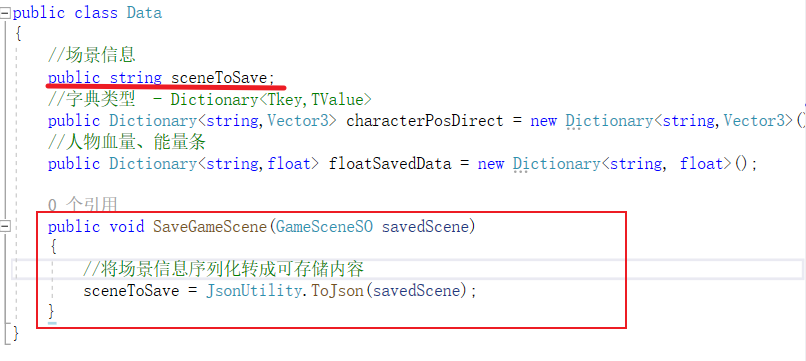 public class Data
{
//场景信息
public string sceneToSave;
//字典类型 - Dictionary<Tkey,TValue>
public Dictionary<string,Vector3> characterPosDirect = new Dictionary<string,Vector3>()
//人物血量、能量条
public Dictionary<string,float> floatSavedData = new Dictionary<string, float>();
0 个引用
public void SaveGameScene(GameSceneSO savedScene)
{
//将场景信息序列化转成可存储内容
sceneToSave = JsonUtility.ToJson(savedScene);
}
}